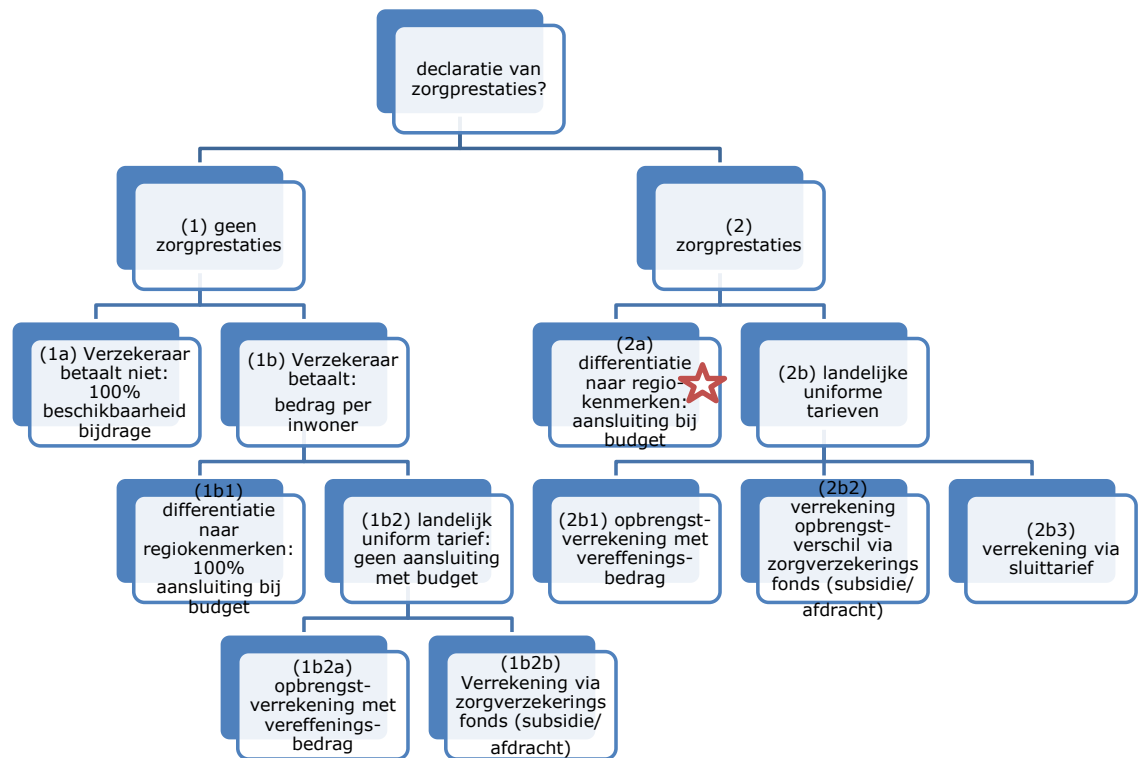 declaratie van
zorgprestaties?
(1) geen
zorgprestaties
(2)
zorgprestaties
(1a) Verzekeraar
betaalt niet:
100%
beschikbaarheid
bijdrage
(1b) Verzekeraar
betaalt:
bedrag per
inwoner
(2a)
differentiatie
naar regio-
kenmerken:
aansluiting bij
budget
(2b) landelijke
uniforme
tarieven
(1b1)
differentiatie
naar
regiokenmerken:
100%
aansluiting bij
budget
(1b2) landelijk
uniform tarief:
geen aansluiting
met budget
(2b1) opbrengst-
verrekening met
vereffenings-
bedrag
(2b2)
verrekening
opbrengst-
verschil via
zorgverzekerings
fonds (subsidie/
afdracht)
(2b3)
verrekening via
sluittarief
(1b2a)
opbrengst-
verrekening met
vereffenings-
bedrag
(1b2b)
Verrekening via
zorgverzekerings
fonds (subsidie/
afdracht)